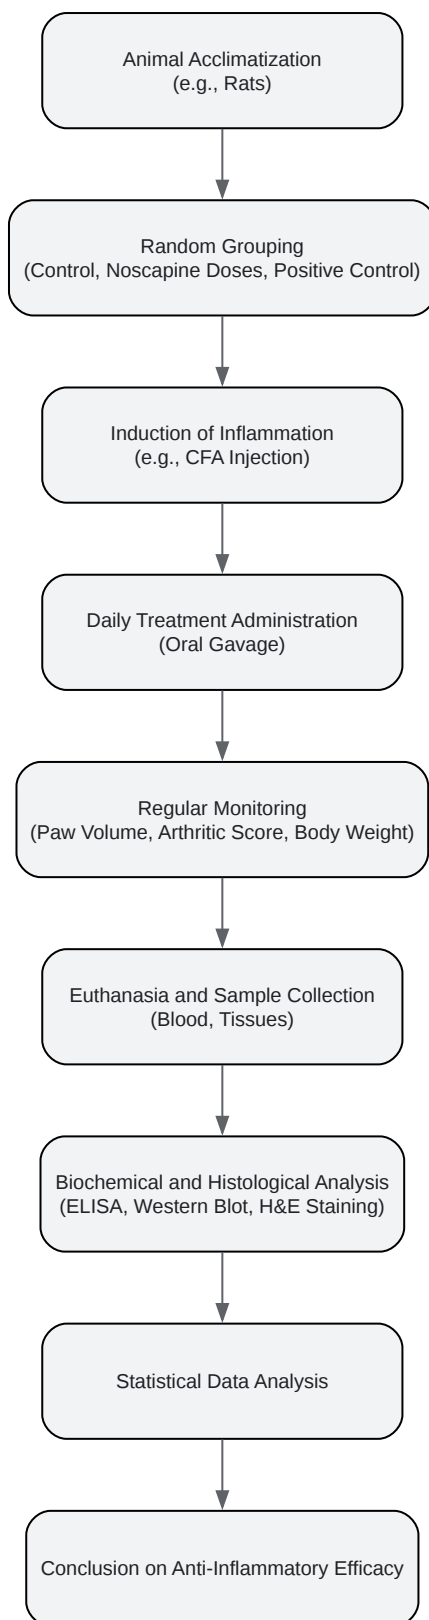 Animal Acclimatization
(e.g., Rats)
Random Grouping
(Control, Noscapine Doses, Positive Control)
Induction of Inflammation
(e.g., CFA Injection)
Daily Treatment Administration
(Oral Gavage)
Regular Monitoring
(Paw Volume, Arthritic Score, Body Weight)
Euthanasia and Sample Collection
(Blood, Tissues)
Biochemical and Histological Analysis
(ELISA, Western Blot, H&E Staining)
Statistical Data Analysis
Conclusion on Anti-Inflammatory Efficacy